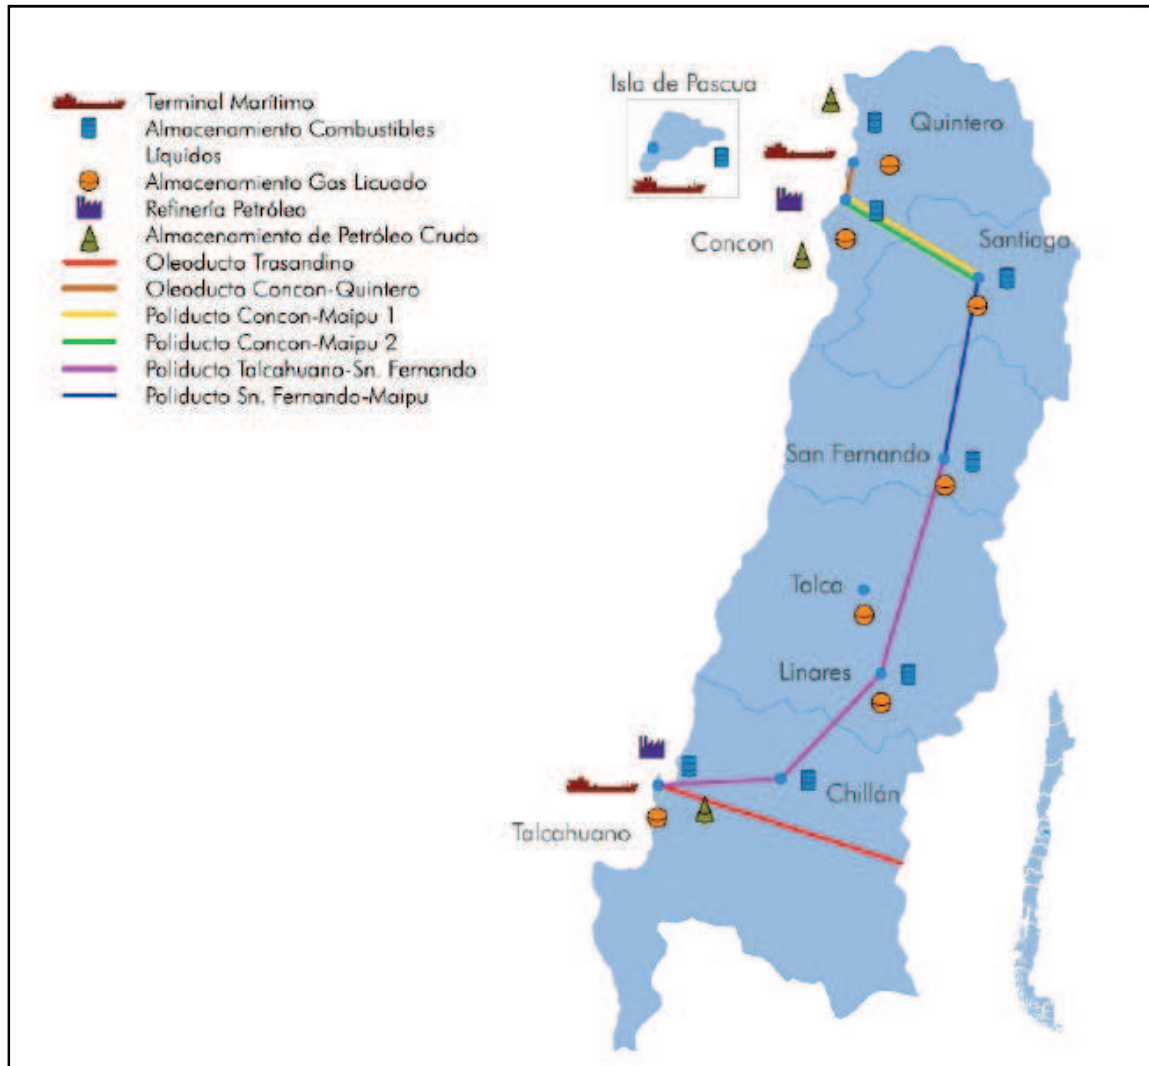 Terminal Marítimo
Almacenamiento Combustibles
Líquidos
Almacenamiento Gas Licuado
Refinería Petróleo
Almacenamiento de Petróleo Crudo
Oleoducto Trasandino
Oleoducto Concon-Quintero
Poliducto Concon-Maipu 1
Poliducto Concon-Maipu 2
Poliducto Talcahuano-Sn. Fernando
Poliducto Sn. Fernando-Maipu
Isla de Pascua
Quintero
Concon
Santiago
San Fernando
Talca
Linares
Chillán
Talcahuano